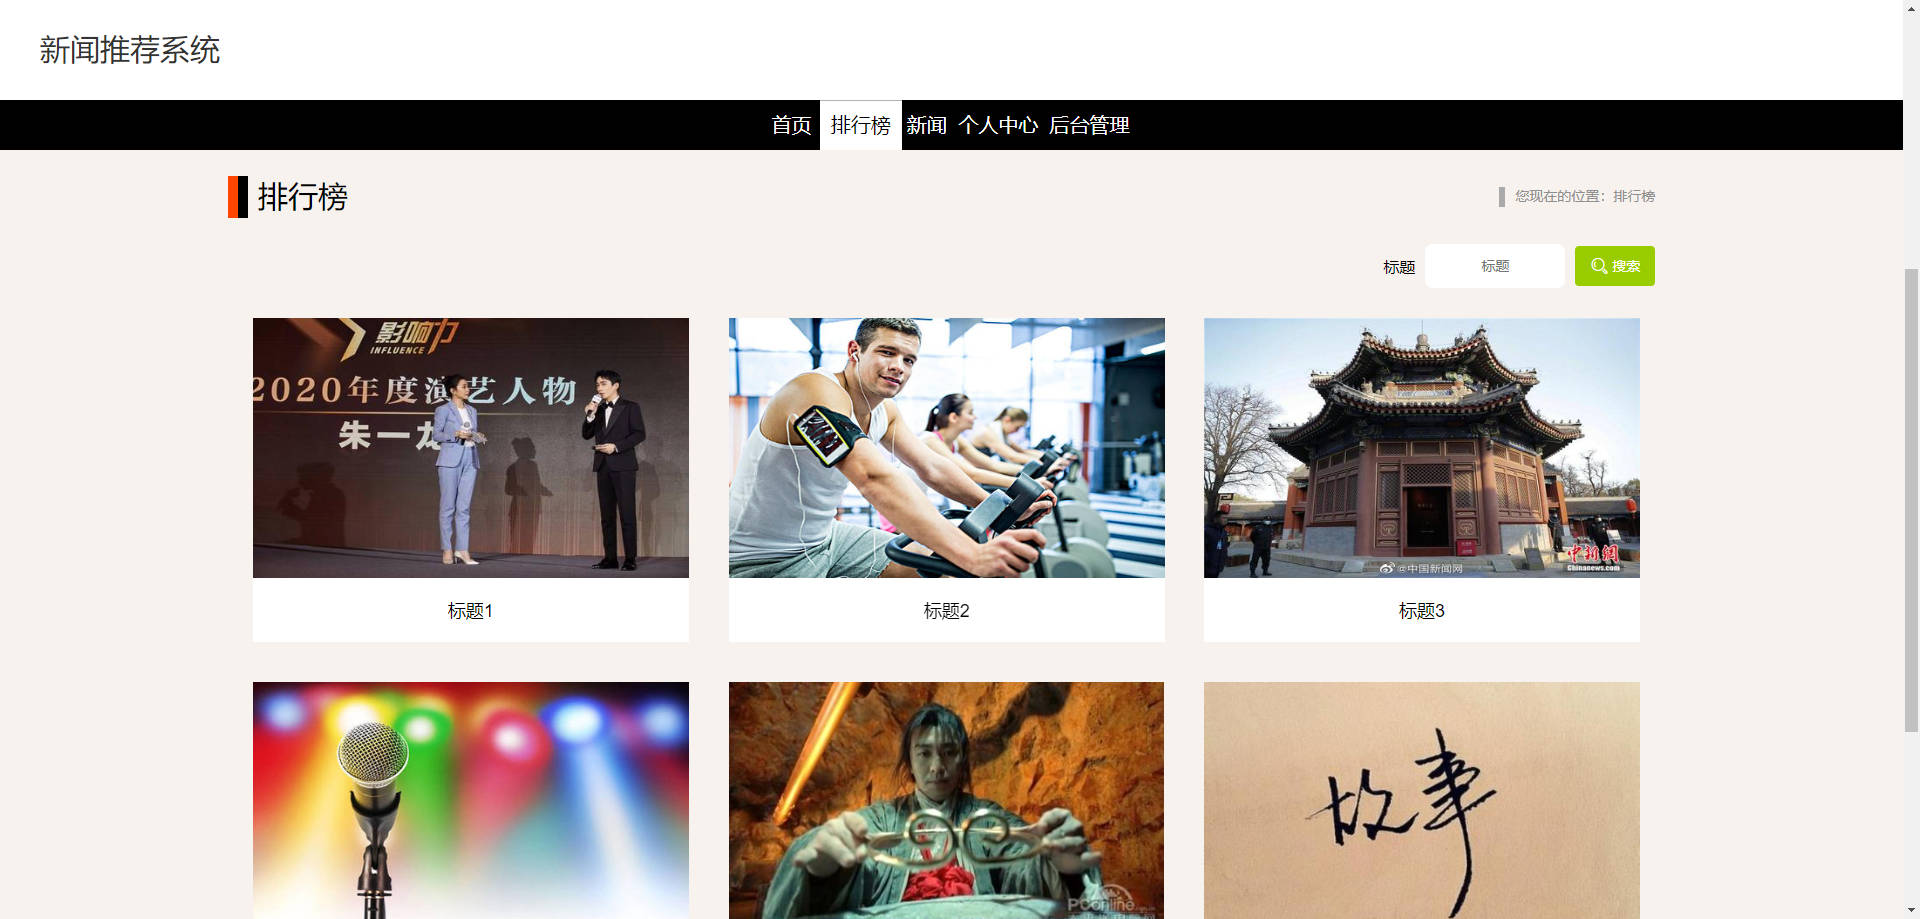 新闻推荐系统
首页 排行榜 新闻 个人中心 后台管理
排行榜
您现在的位置：排行榜
标题 标题 搜索
影响力
INFLUENCE
2020年度演艺人物
朱一龙
@中国新闻网
中新网
Chinanews.com
标题1
标题2
标题3
故事
PConline